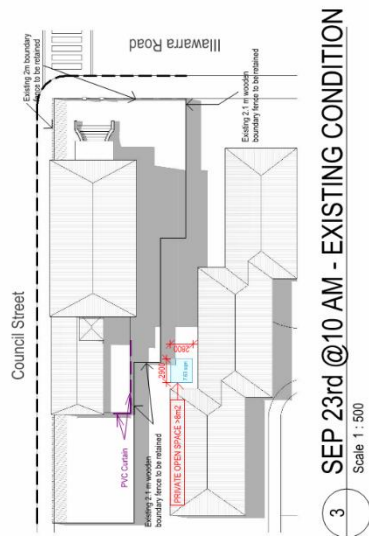 Council Street
Illawarra Road
Existing 2m boundary
fence to be retained
Existing 2.1 m wooden
boundary fence to be retained
PVC Curtain
2600
PRIVATE OPEN SPACE >8m2
Existing 2.1 m wooden
boundary fence to be retained
3
SEP 23rd @10 AM - EXISTING CONDITION
Scale 1 : 500